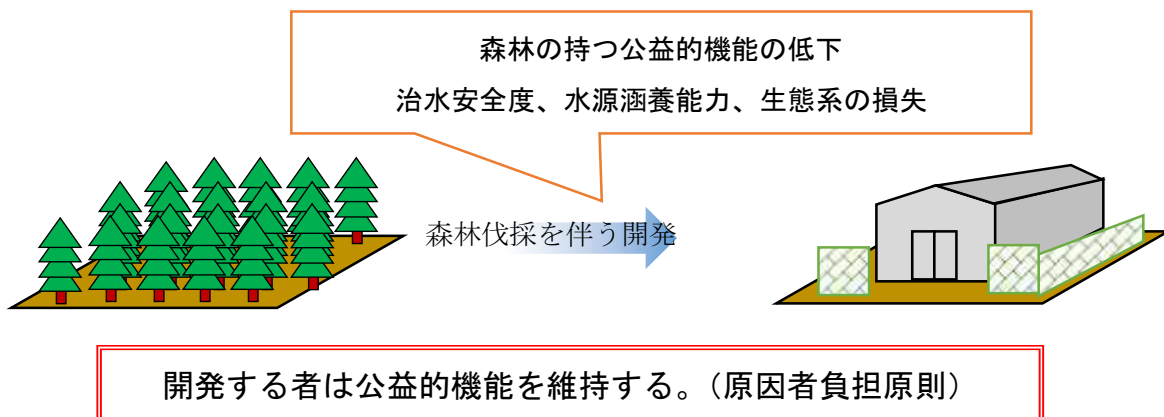 森林の持つ公益的機能の低下
治水安全度、水源涵養能力、生態系の損失
森林伐採を伴う開発
開発する者は公益的機能を維持する。（原因者負担原則）